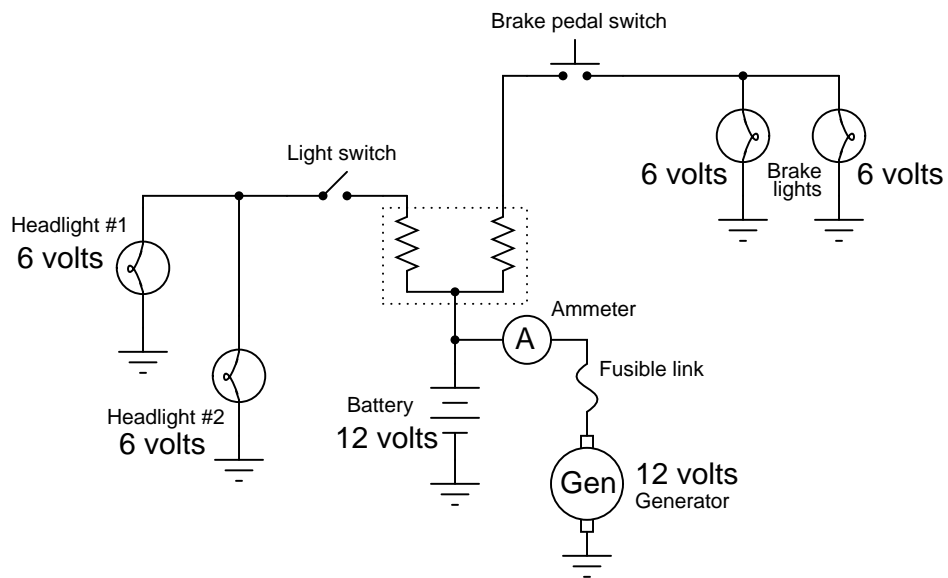 Brake pedal switch
Light switch
Headlight #1
6 volts
6 volts
Brake
lights
6 volts
Ammeter
A
Fusible link
Headlight #2
6 volts
Battery
12 volts
Gen
12 volts
Generator